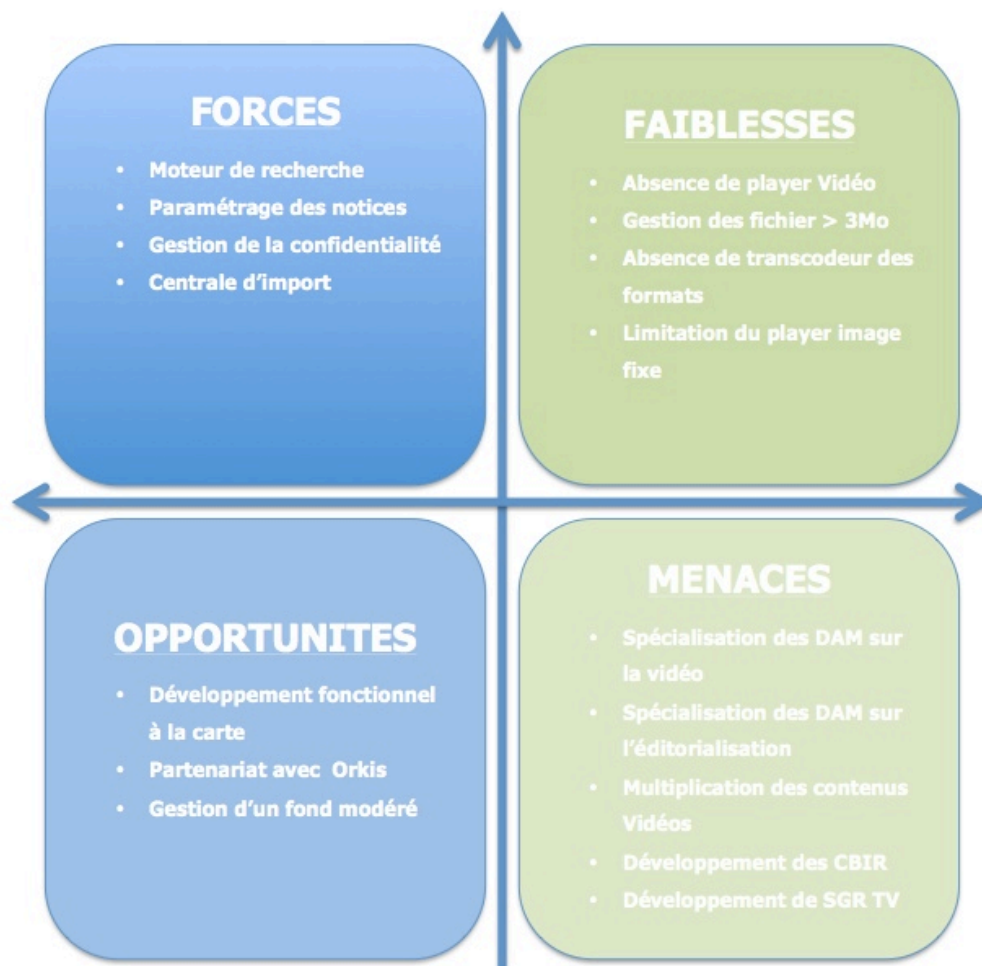 FORCES
• Moteur de recherche
• Paramétrage des notices
• Gestion de la confidentialité
• Centrale d'import
FAIBLESSES
• Absence de player Vidéo
• Gestion des fichier > 3Mo
• Absence de transcodeur des
formats
• Limitation du player image
fixe
OPPORTUNITES
• Développement fonctionnel
à la carte
• Partenariat avec Orkis
• Gestion d'un fond modéré
MENACES
• Spécialisation des DAM sur
la vidéo
• Spécialisation des DAM sur
l'éditorialisation
• Multiplication des contenus
Vidéos
• Développement des CBIR
• Développement de SGR TV